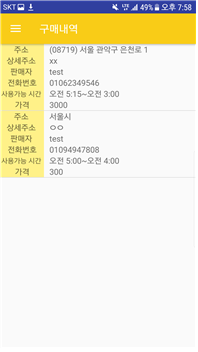 SKT 49% 오후 7:58
구매내역
주소 (08719) 서울 관악구 은천로 1
상세주소 xx
판매자 test
전화번호 01062349546
사용가능 시간 오전 5:15~오전 3:00
가격 3000
주소 서울시
상세주소 ㅇㅇ
판매자 test
전화번호 01094947808
사용가능 시간 오전 5:00~오전 4:00
가격 300